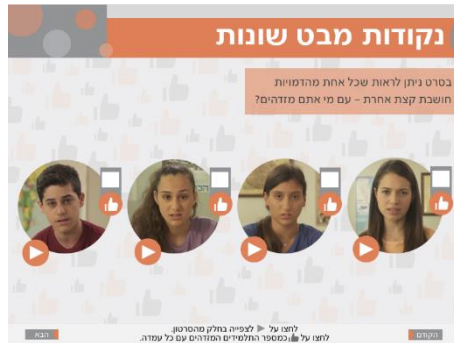 נקודות מבט שונות
בסרט ניתן לראות שכל אחת מהדמויות
חושבת קצת אחרת – עם מי אתם מזדהים?
לחצו על ▶ לצפייה בחלק מהסרטון.
לחצו על 👍 כמספר התלמידים המזדהים עם כל עמדה.
הקודם
הבא